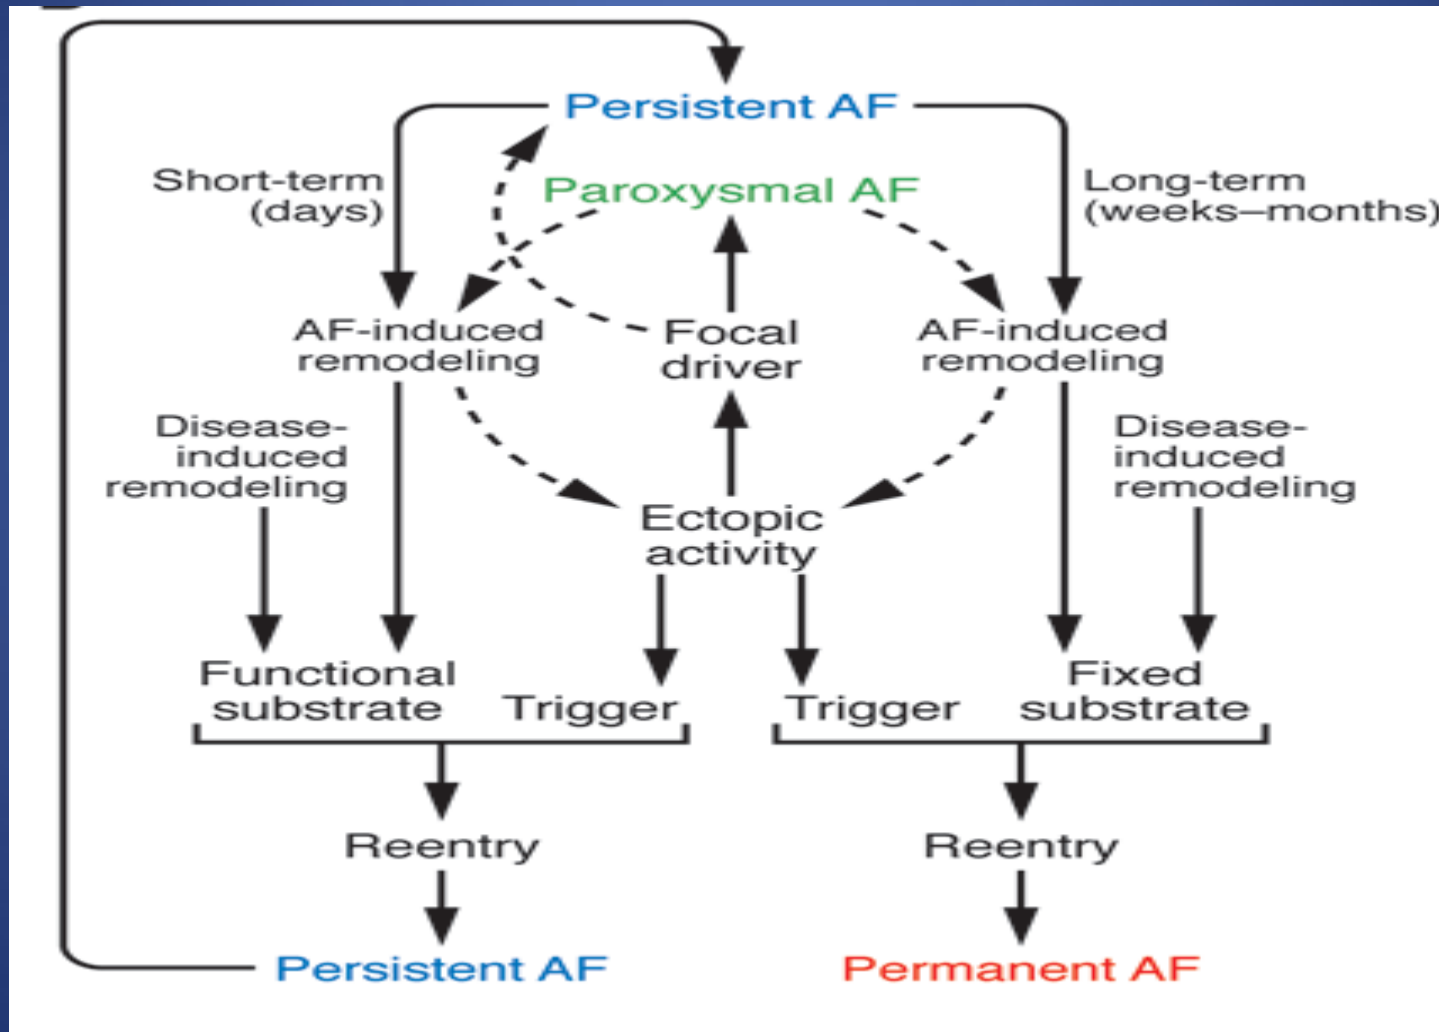 Persistent AF
Short-term
(days)
Paroxysmal AF
Long-term
(weeks–months)
AF-induced
remodeling
Focal
driver
AF-induced
remodeling
Disease-
induced
remodeling
Disease-
induced
remodeling
Ectopic
activity
Functional
substrate
Trigger
Trigger
Fixed
substrate
Reentry
Reentry
Persistent AF
Permanent AF